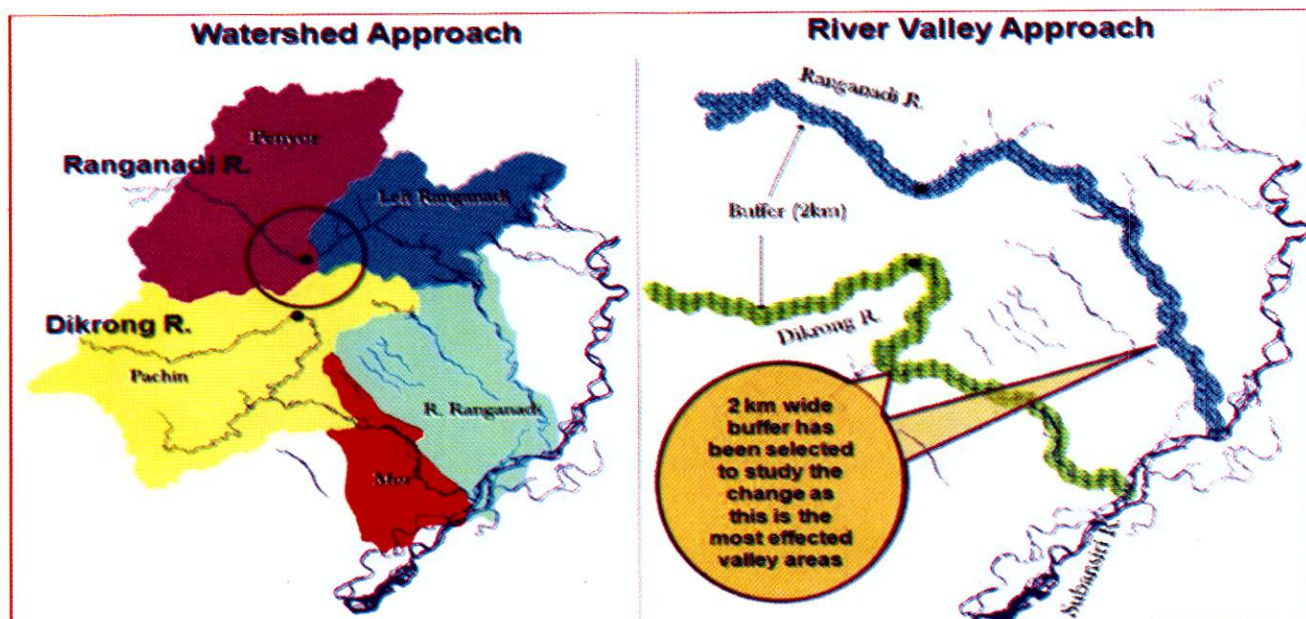 Watershed Approach
Penyor
Ranganadi R.
Left Ranganadi
Dikrong R.
Pachin
R. Ranganadi
Mor
River Valley Approach
Ranganadi R.
Buffer (2km)
Dikrong R.
2 km wide
buffer has
been selected
to study the
change as
this is the
most effected
valley areas
Subansiri R.